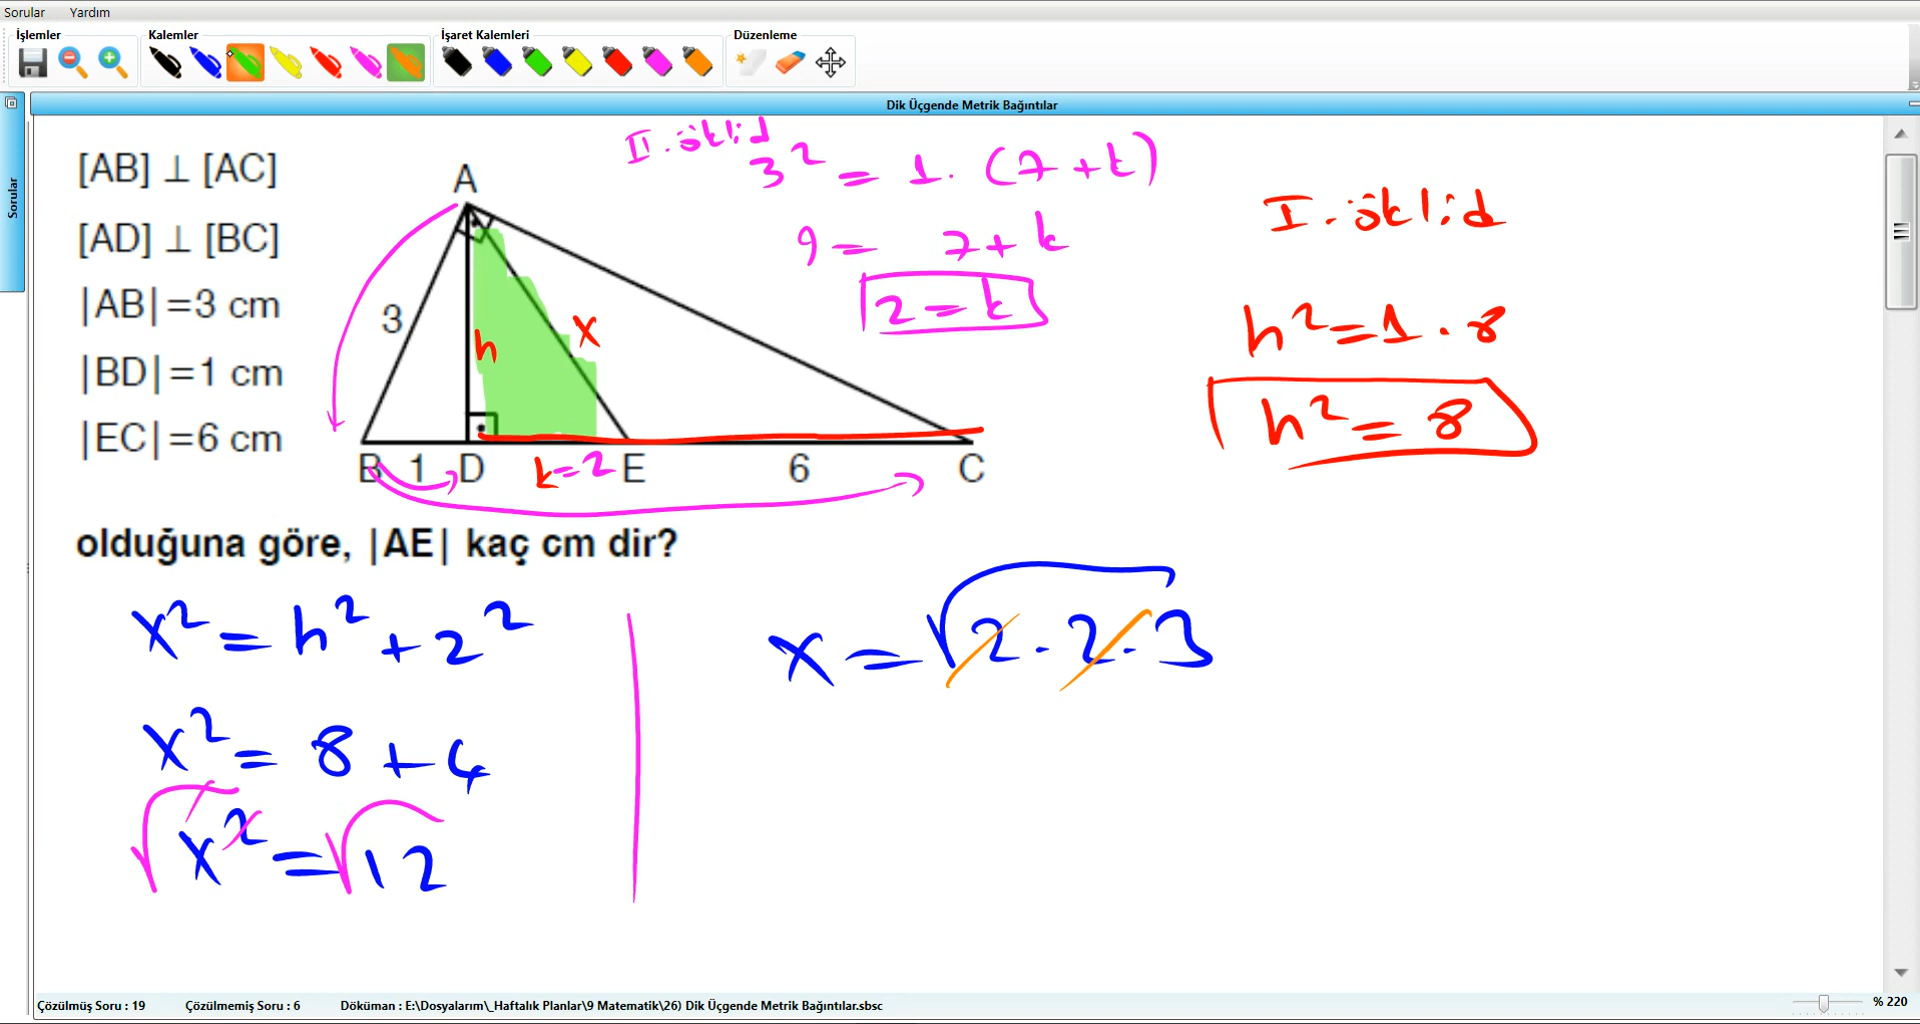 Sorular Yardım
İşlemler Kalemler İşaret Kalemleri Düzenleme
Dik Üçgende Metrik Bağıntılar
Sorular
[AB] ⊥ [AC]
[AD] ⊥ [BC]
|AB|=3 cm
|BD|=1 cm
|EC|=6 cm
A
3
h
x
B 1 D k=2 E 6 C
II. öklid
3² = 1 . (7+k)
9 = 7+k
2 = k
I. öklid
h² = 1 . 8
h² = 8
olduğuna göre, |AE| kaç cm dir?
x² = h² + 2²
x² = 8 + 4
√x² = √12
x = √2 . 2 . 3
Çözülmüş Soru : 19 Çözülmemiş Soru : 6 Döküman : E:\Dosyalarım\_Haftalık Planlar\9 Matematik\26) Dik Üçgende Metrik Bağıntılar.sbsc % 220